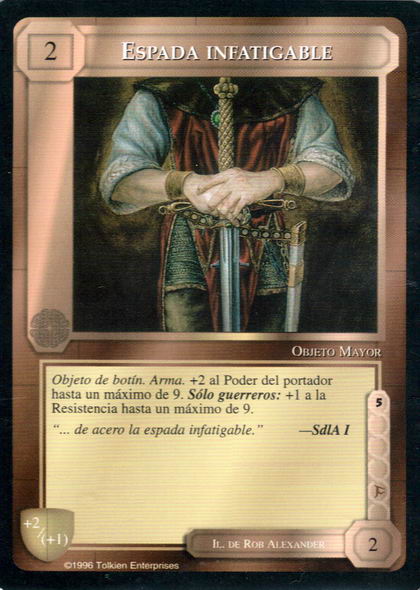 2
ESPADA INFATIGABLE
OBJETO MAYOR
Objeto de botín. Arma. +2 al Poder del portador
hasta un máximo de 9. Sólo guerreros: +1 a la
Resistencia hasta un máximo de 9.
"... de acero la espada infatigable." —SdlA I
5
+2
/(+1)
IL. DE ROB ALEXANDER
2
©1996 Tolkien Enterprises